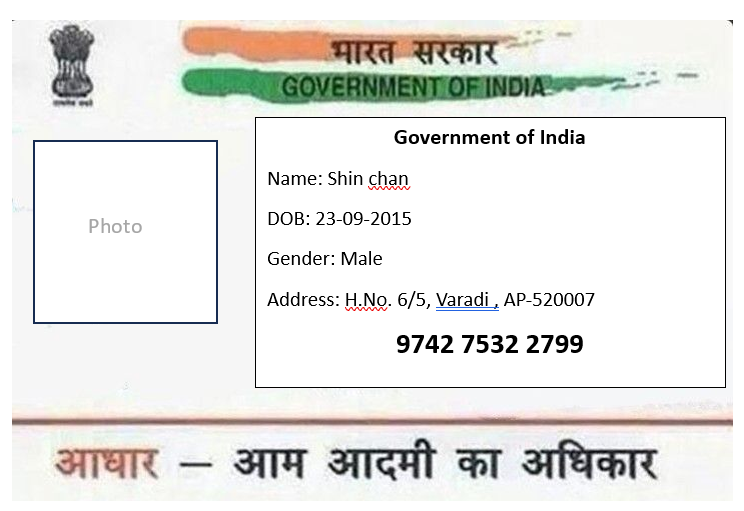 भारत सरकार
GOVERNMENT OF INDIA
Photo
Government of India
Name: Shin chan
DOB: 23-09-2015
Gender: Male
Address: H.No. 6/5, Varadi , AP-520007
9742 7532 2799
आधार – आम आदमी का अधिकार